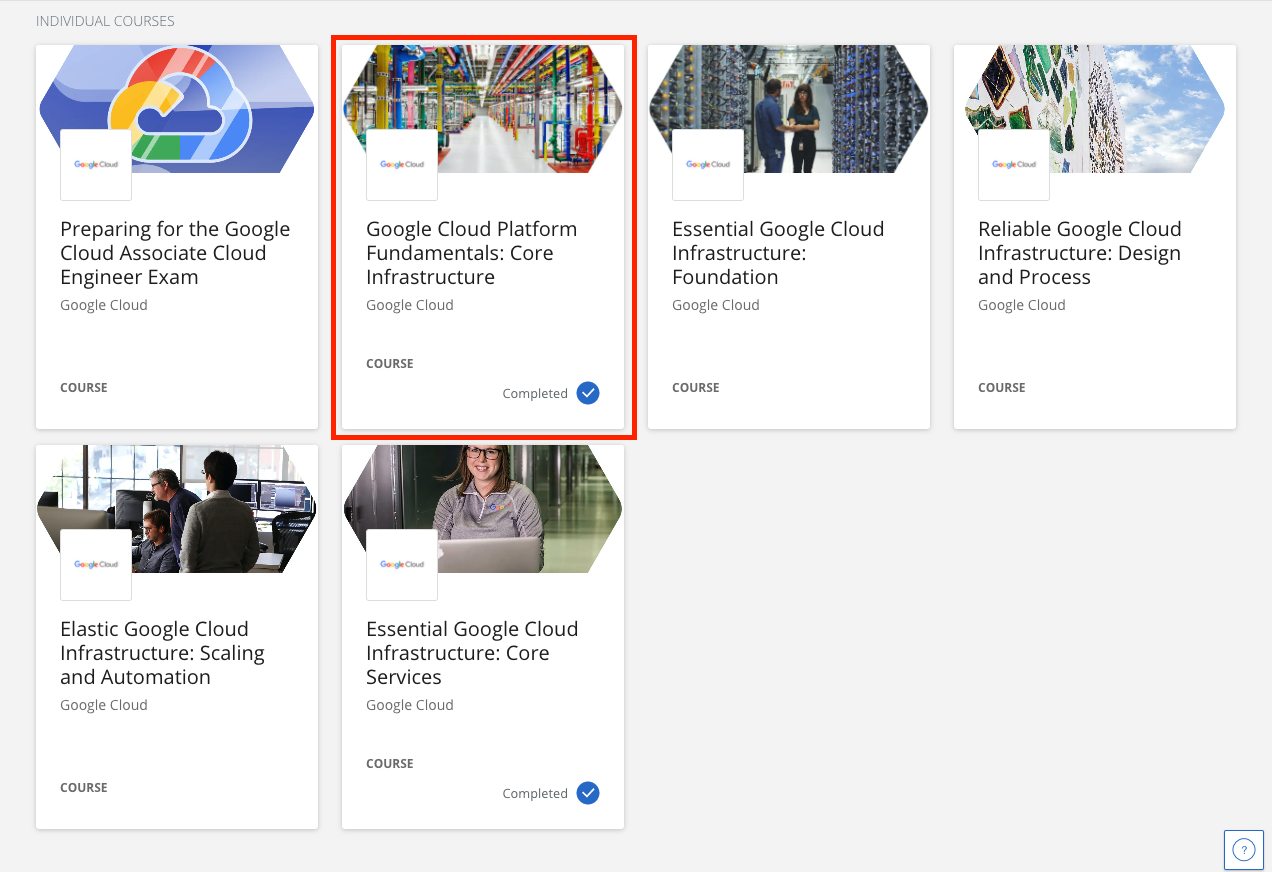 INDIVIDUAL COURSES
Google Cloud
Preparing for the Google
Cloud Associate Cloud
Engineer Exam
Google Cloud
COURSE
Google Cloud
Google Cloud Platform
Fundamentals: Core
Infrastructure
Google Cloud
COURSE
Completed
Google Cloud
Essential Google Cloud
Infrastructure:
Foundation
Google Cloud
COURSE
Google Cloud
Reliable Google Cloud
Infrastructure: Design
and Process
Google Cloud
COURSE
Google Cloud
Elastic Google Cloud
Infrastructure: Scaling
and Automation
Google Cloud
COURSE
Google Cloud
Essential Google Cloud
Infrastructure: Core
Services
Google Cloud
COURSE
Completed
?